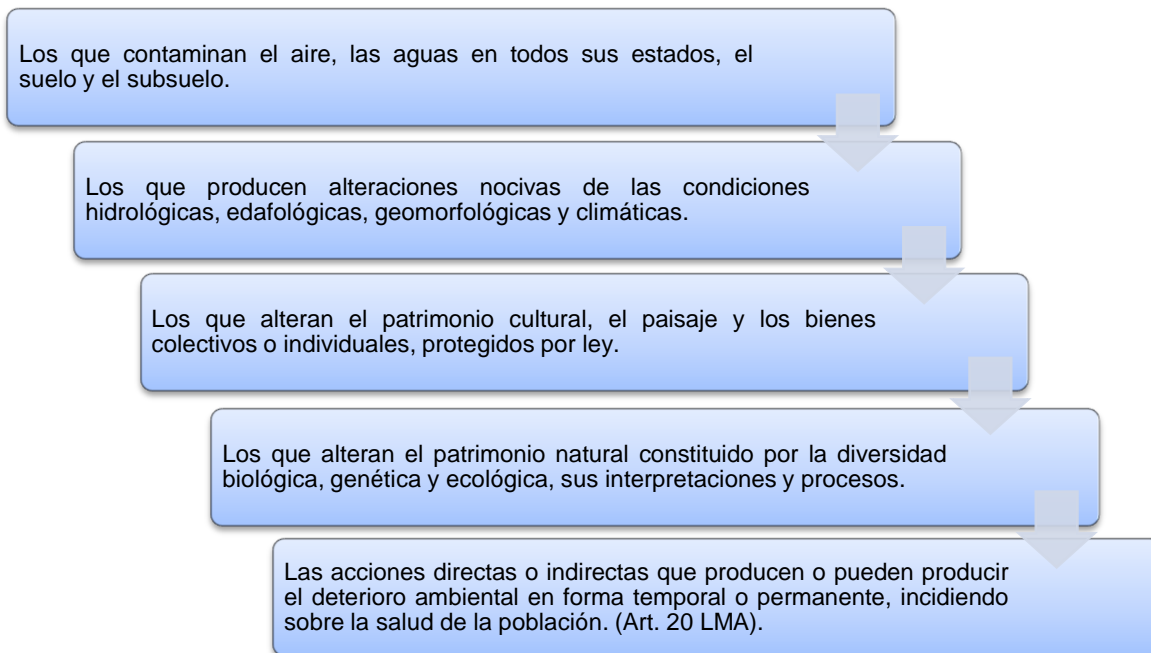 Los que contaminan el aire, las aguas en todos sus estados, el
suelo y el subsuelo.
Los que producen alteraciones nocivas de las condiciones
hidrológicas, edafológicas, geomorfológicas y climáticas.
Los que alteran el patrimonio cultural, el paisaje y los bienes
colectivos o individuales, protegidos por ley.
Los que alteran el patrimonio natural constituido por la diversidad
biológica, genética y ecológica, sus interpretaciones y procesos.
Las acciones directas o indirectas que producen o pueden producir
el deterioro ambiental en forma temporal o permanente, incidiendo
sobre la salud de la población. (Art. 20 LMA).